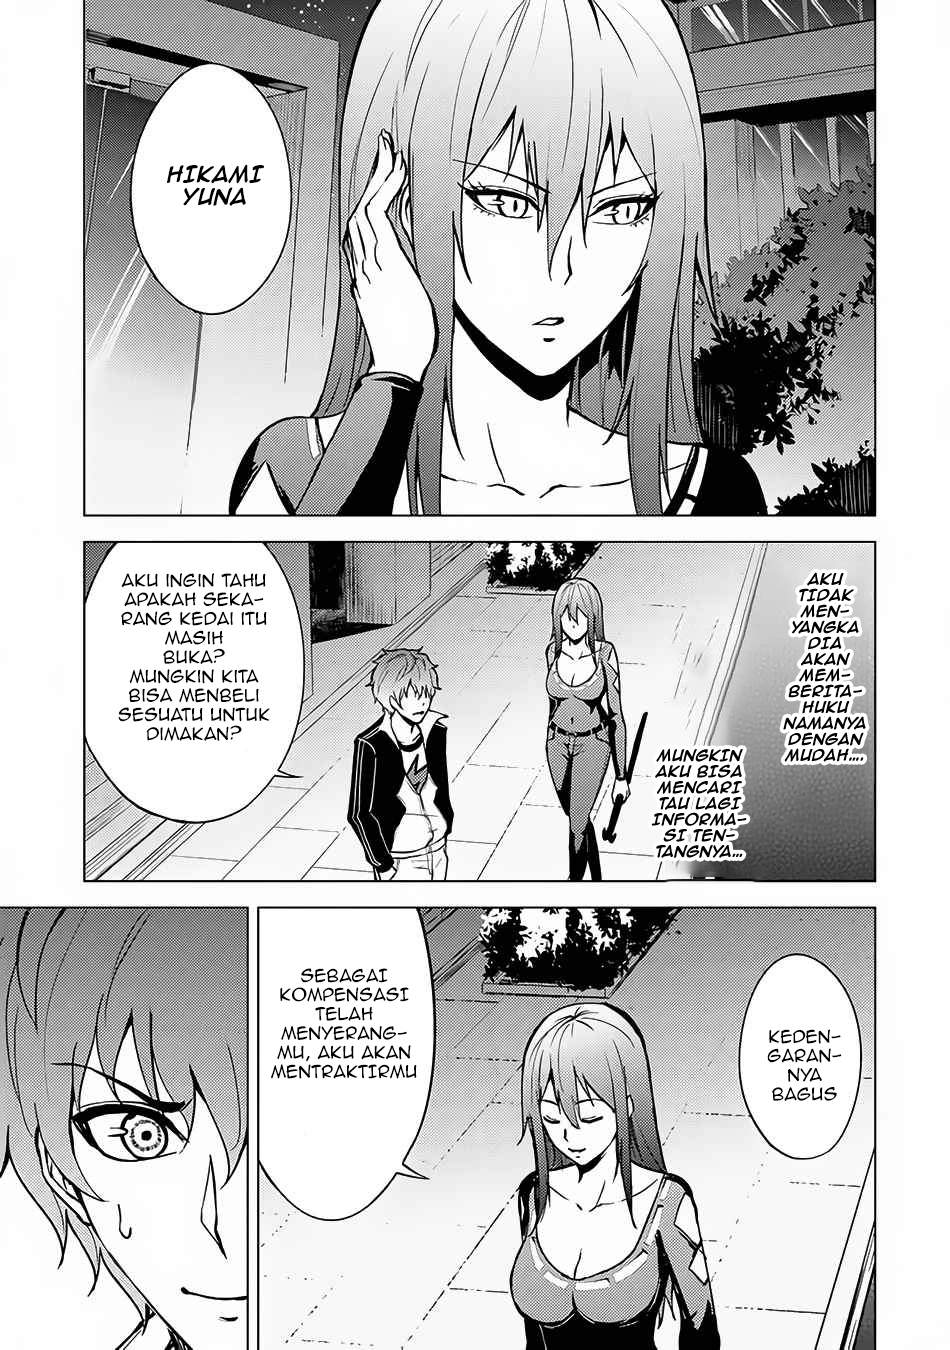 HIKAMI
YUNA
AKU
TIDAK
MEN-
YANGKA
DIA
AKAN
MEM-
BERITA-
HUKU
NAMANYA
DENGAN
MUDAH....
MUNGKIN
AKU BISA
MENCARI
TAU LAGI
INFORMA-
SI TEN-
TANGNYA...
AKU INGIN TAHU
APAKAH SEKA-
RANG KEDAI ITU
MASIH
BUKA?
MUNGKIN KITA
BISA MENBELI
SESUATU UNTUK
DIMAKAN?
KEDEN-
GARAN-
NYA
BAGUS
SEBAGAI
KOMPENSASI
TELAH
MENYERANG-
MU, AKU AKAN
MENTRAKTIRMU